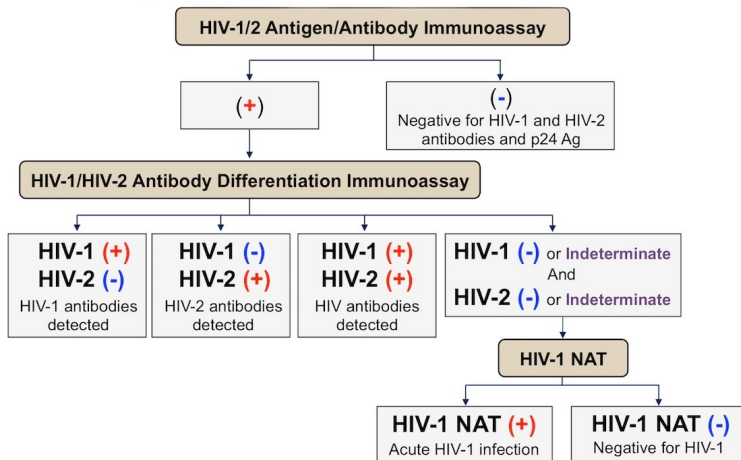 HIV-1/2 Antigen/Antibody Immunoassay
(+)
(-)
Negative for HIV-1 and HIV-2
antibodies and p24 Ag
HIV-1/HIV-2 Antibody Differentiation Immunoassay
HIV-1 (+)
HIV-2 (-)
HIV-1 antibodies
detected
HIV-1 (-)
HIV-2 (+)
HIV-2 antibodies
detected
HIV-1 (+)
HIV-2 (+)
HIV antibodies
detected
HIV-1 (-) or Indeterminate
And
HIV-2 (-) or Indeterminate
HIV-1 NAT
HIV-1 NAT (+)
Acute HIV-1 infection
HIV-1 NAT (-)
Negative for HIV-1